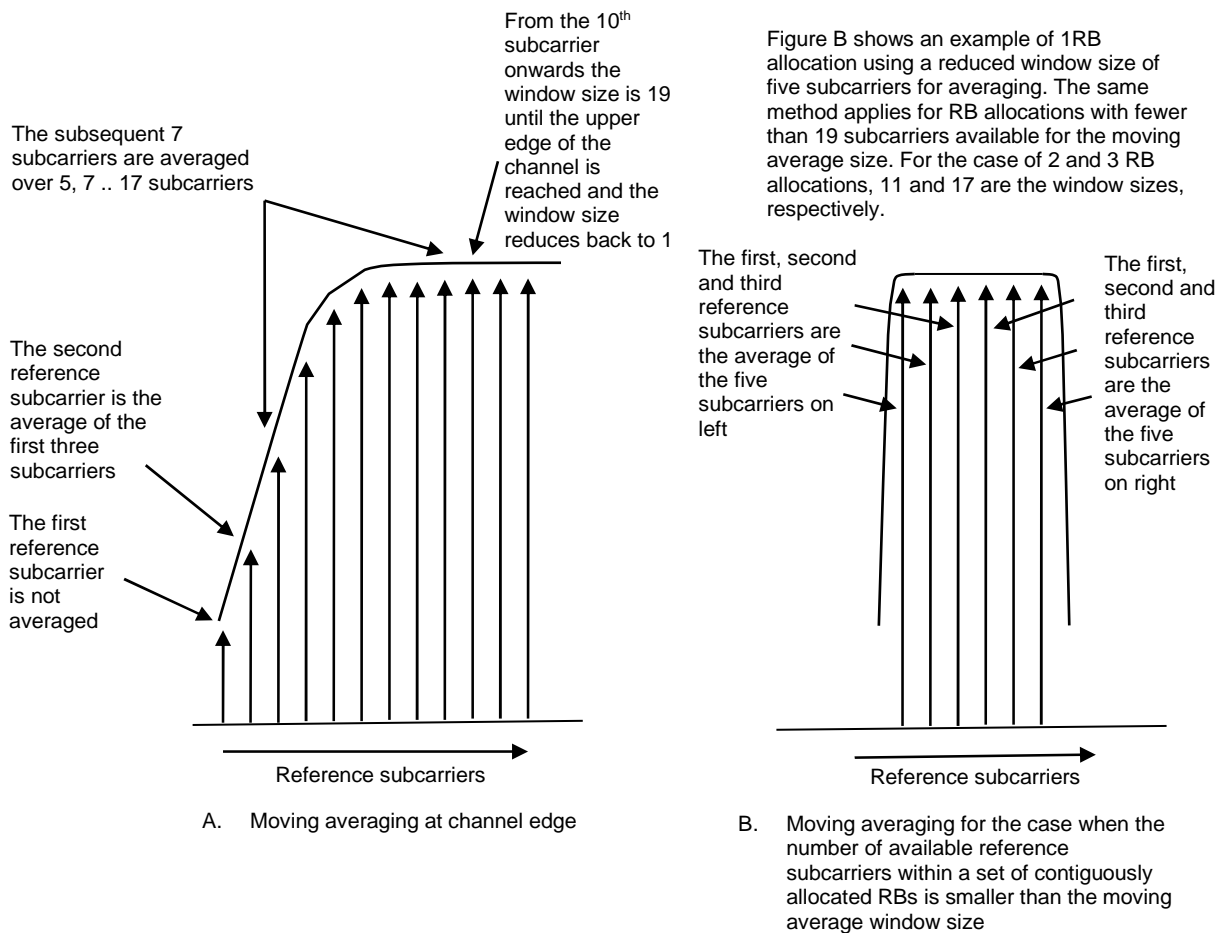 From the 10th
subcarrier
onwards the
window size is 19
until the upper
edge of the
channel is
reached and the
window size
reduces back to 1
The subsequent 7
subcarriers are averaged
over 5, 7 .. 17 subcarriers
The second
reference
subcarrier is the
average of the
first three
subcarriers
The first
reference
subcarrier
is not
averaged
Reference subcarriers
A. Moving averaging at channel edge
Figure B shows an example of 1RB
allocation using a reduced window size of
five subcarriers for averaging. The same
method applies for RB allocations with fewer
than 19 subcarriers available for the moving
average size. For the case of 2 and 3 RB
allocations, 11 and 17 are the window sizes,
respectively.
The first, second
and third
reference
subcarriers are
the average of
the five
subcarriers on
left
The first,
second and
third
reference
subcarriers
are the
average of
the five
subcarriers
on right
Reference subcarriers
B. Moving averaging for the case when the
number of available reference
subcarriers within a set of contiguously
allocated RBs is smaller than the moving
average window size